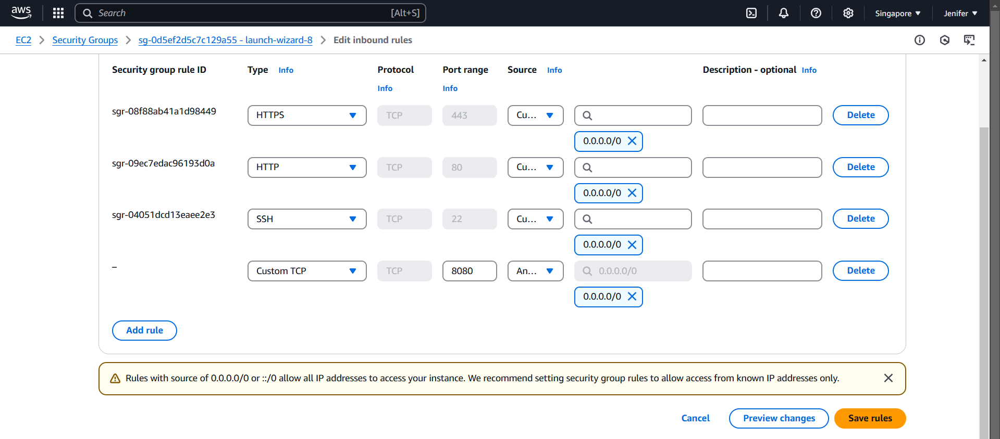 aws
Search [Alt+S] Singapore Jenifer
EC2 Security Groups sg-0d5ef2d5c7c129a55 - launch-wizard-8 Edit inbound rules
Security group rule ID Type Info Protocol Info Port range Info Source Info Description - optional Info
sgr-08f88ab41a1d98449 HTTPS TCP 443 Cu... Delete
0.0.0.0/0
sgr-09ec7edac96193d0a HTTP TCP 80 Cu... Delete
0.0.0.0/0
sgr-04051dcd13eaee2e3 SSH TCP 22 Cu... Delete
0.0.0.0/0
– Custom TCP TCP 8080 An... 0.0.0.0/0 Delete
0.0.0.0/0
Add rule
Rules with source of 0.0.0.0/0 or ::/0 allow all IP addresses to access your instance. We recommend setting security group rules to allow access from known IP addresses only.
Cancel Preview changes Save rules